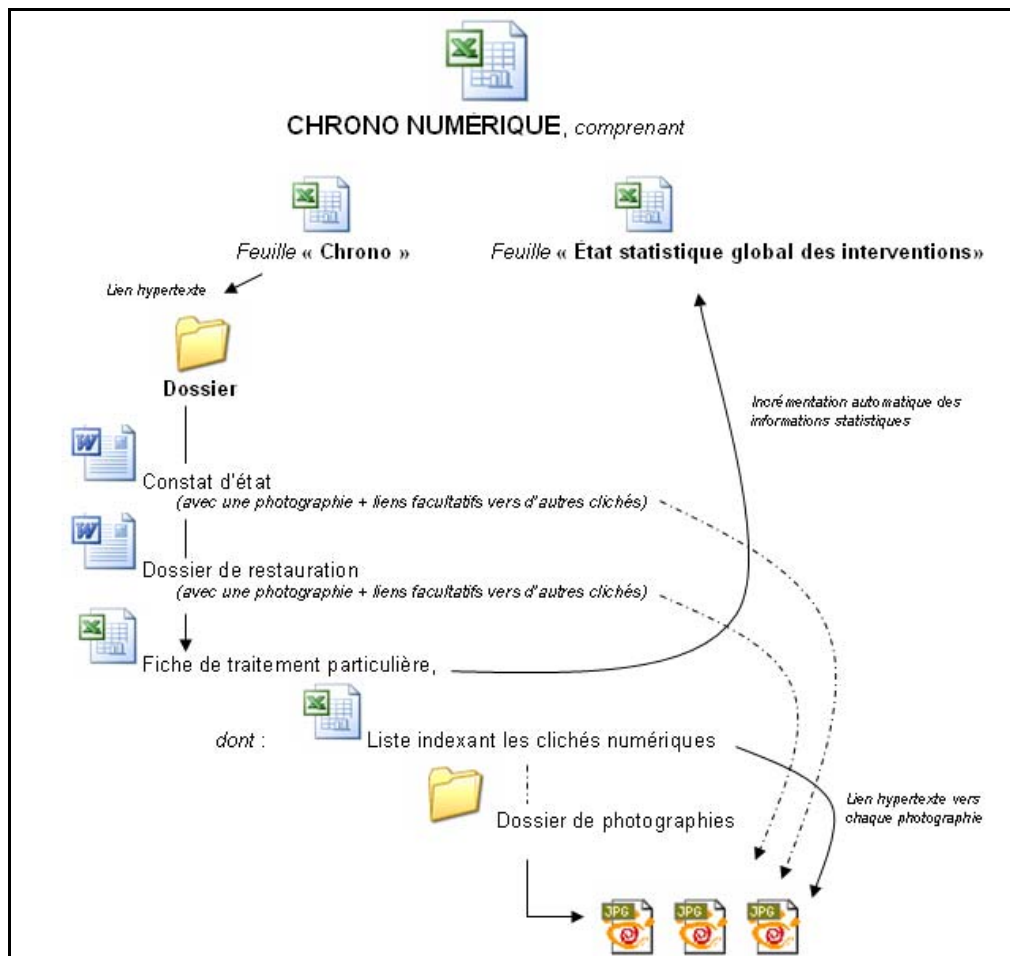 CHRONO NUMÉRIQUE, comprenant
Feuille « Chrono »
Feuille « État statistique global des interventions»
Lien hypertexte
Dossier
Incrémentation automatique des
informations statistiques
Constat d'état
(avec une photographie + liens facultatifs vers d'autres clichés)
Dossier de restauration
(avec une photographie + liens facultatifs vers d'autres clichés)
Fiche de traitement particulière,
dont :
Liste indexant les clichés numériques
Lien hypertexte vers
chaque photographie
Dossier de photographies
JPG
JPG
JPG